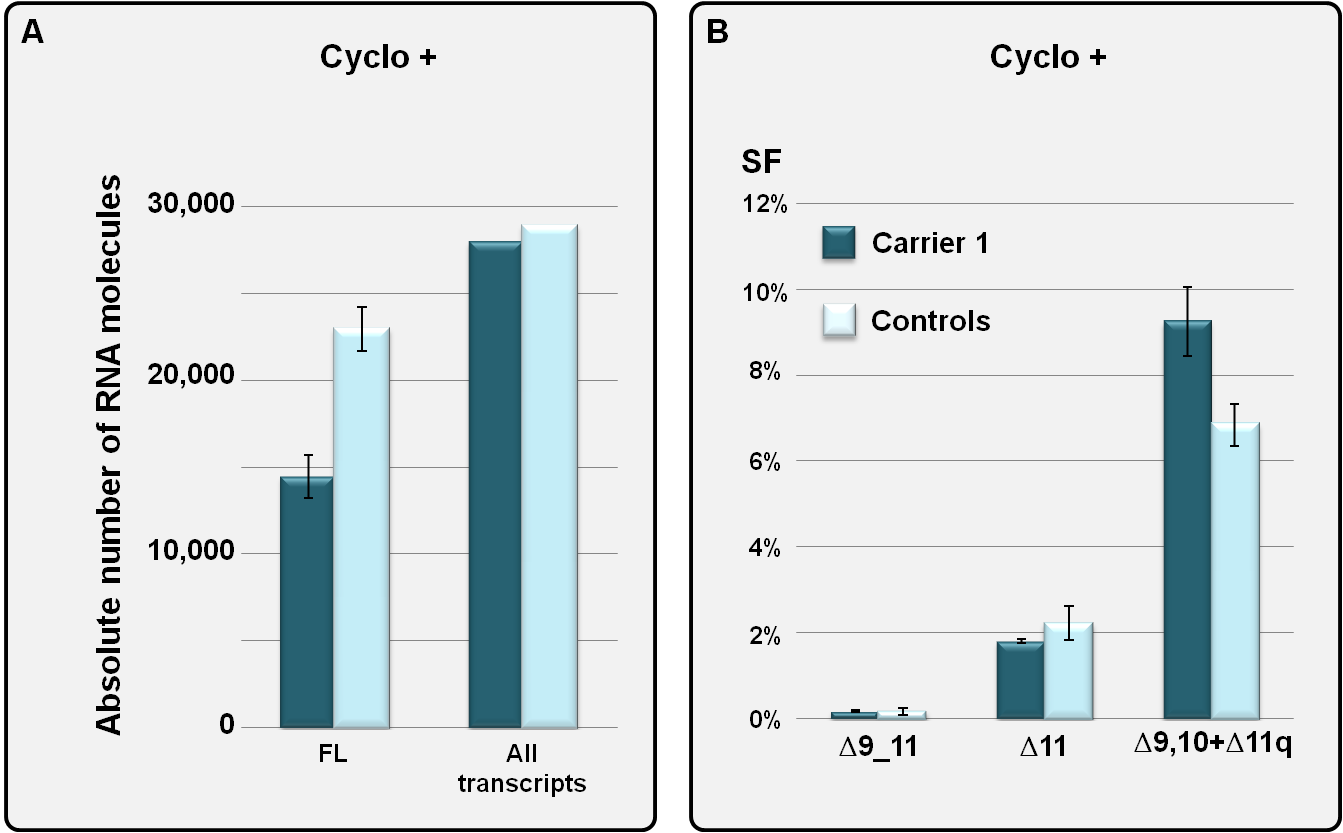 A
Cyclo +
Absolute number of RNA molecules
30,000
20,000
10,000
0
FL
All
transcripts
B
Cyclo +
SF
12%
10%
8%
6%
4%
2%
0%
Carrier 1
Controls
Δ9_11
Δ11
Δ9,10+Δ11q